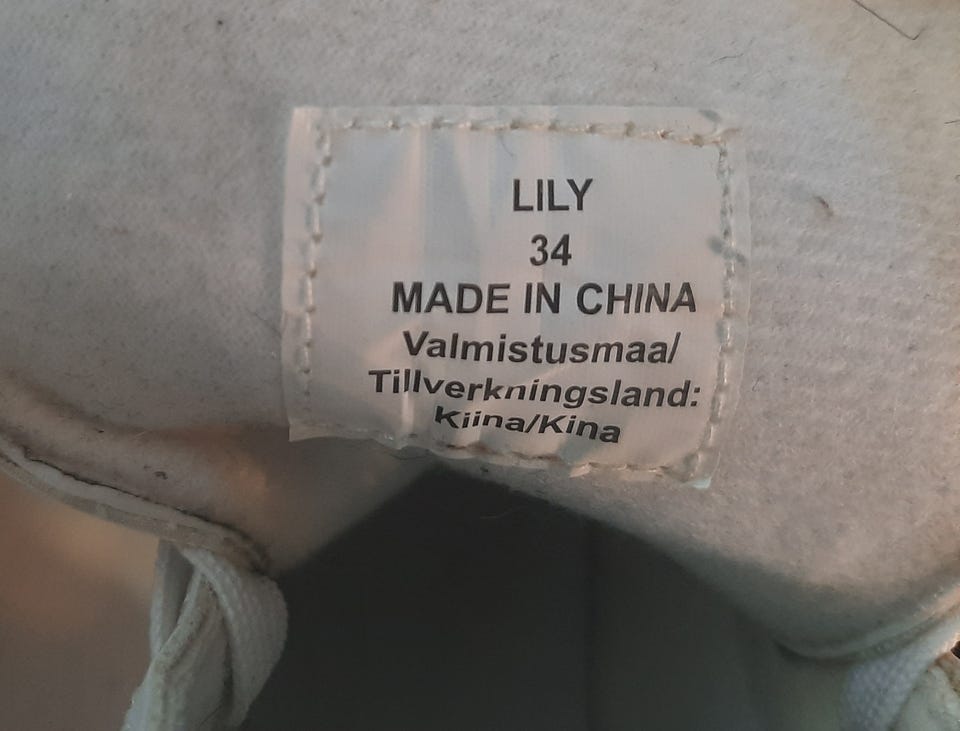 LILY
34
MADE IN CHINA
Valmistusmaa/
Tillverkningsland:
Kiina/Kina